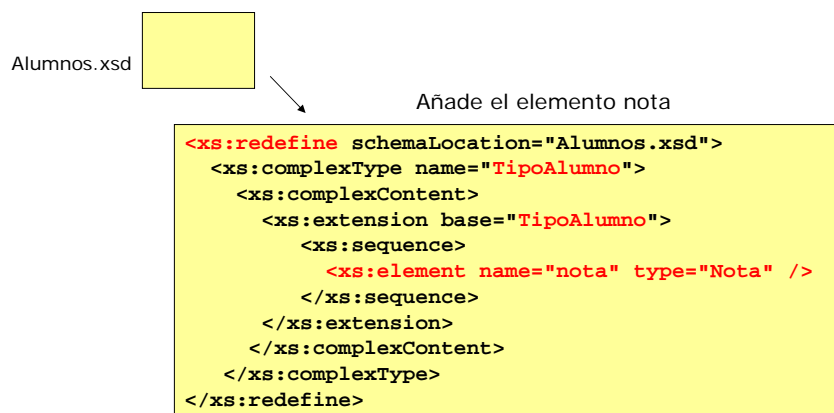 Alumnos.xsd
Añade el elemento nota
<xs:redefine schemaLocation="Alumnos.xsd">
  <xs:complexType name="TipoAlumno">
    <xs:complexContent>
      <xs:extension base="TipoAlumno">
         <xs:sequence>
           <xs:element name="nota" type="Nota" />
         </xs:sequence>
      </xs:extension>
     </xs:complexContent>
   </xs:complexType>
</xs:redefine>